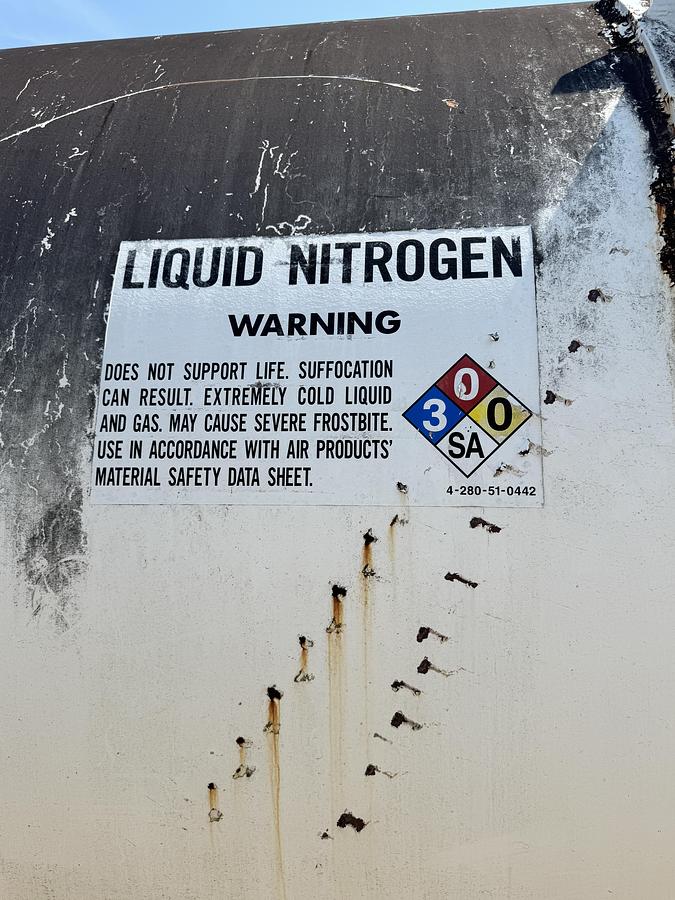 LIQUID NITROGEN
WARNING
DOES NOT SUPPORT LIFE. SUFFOCATION
CAN RESULT. EXTREMELY COLD LIQUID
AND GAS. MAY CAUSE SEVERE FROSTBITE.
USE IN ACCORDANCE WITH AIR PRODUCTS'
MATERIAL SAFETY DATA SHEET.
0
3 0
SA
4-280-51-0442